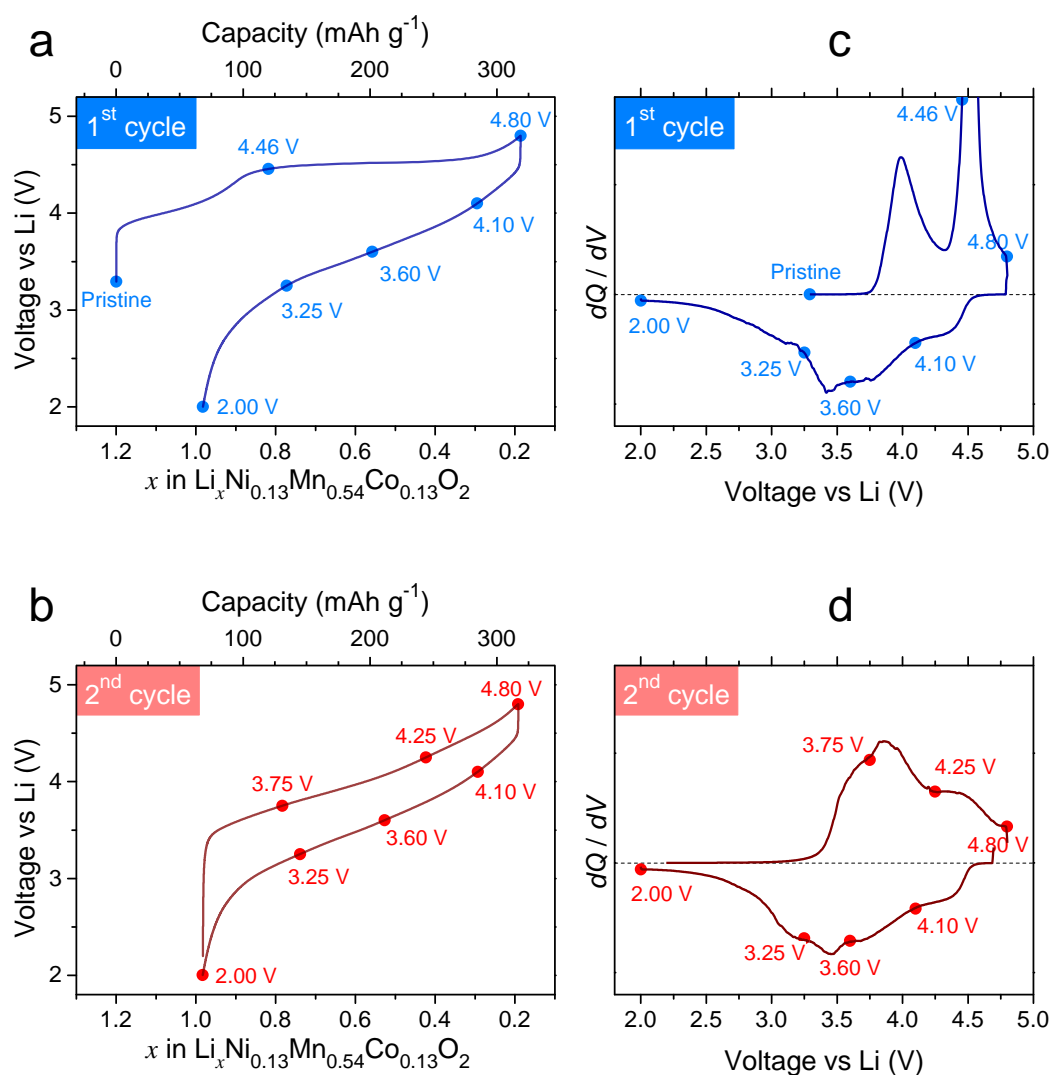 a
Capacity (mAh g⁻¹)
0 100 200 300
1ˢᵗ cycle
4.46 V
4.80 V
4.10 V
3.60 V
3.25 V
Pristine
2.00 V
Voltage vs Li (V)
5
4
3
2
1.2 1.0 0.8 0.6 0.4 0.2
x in LiₓNi₀.₁₃Mn₀.₅₄Co₀.₁₃O₂
c
1ˢᵗ cycle
4.46 V
4.80 V
Pristine
2.00 V
3.25 V
3.60 V
4.10 V
dQ / dV
2.0 2.5 3.0 3.5 4.0 4.5 5.0
Voltage vs Li (V)
b
Capacity (mAh g⁻¹)
0 100 200 300
2ⁿᵈ cycle
4.80 V
4.25 V
3.75 V
4.10 V
3.60 V
3.25 V
2.00 V
Voltage vs Li (V)
5
4
3
2
1.2 1.0 0.8 0.6 0.4 0.2
x in LiₓNi₀.₁₃Mn₀.₅₄Co₀.₁₃O₂
d
2ⁿᵈ cycle
3.75 V
4.25 V
4.80 V
2.00 V
3.25 V
3.60 V
4.10 V
dQ / dV
2.0 2.5 3.0 3.5 4.0 4.5 5.0
Voltage vs Li (V)